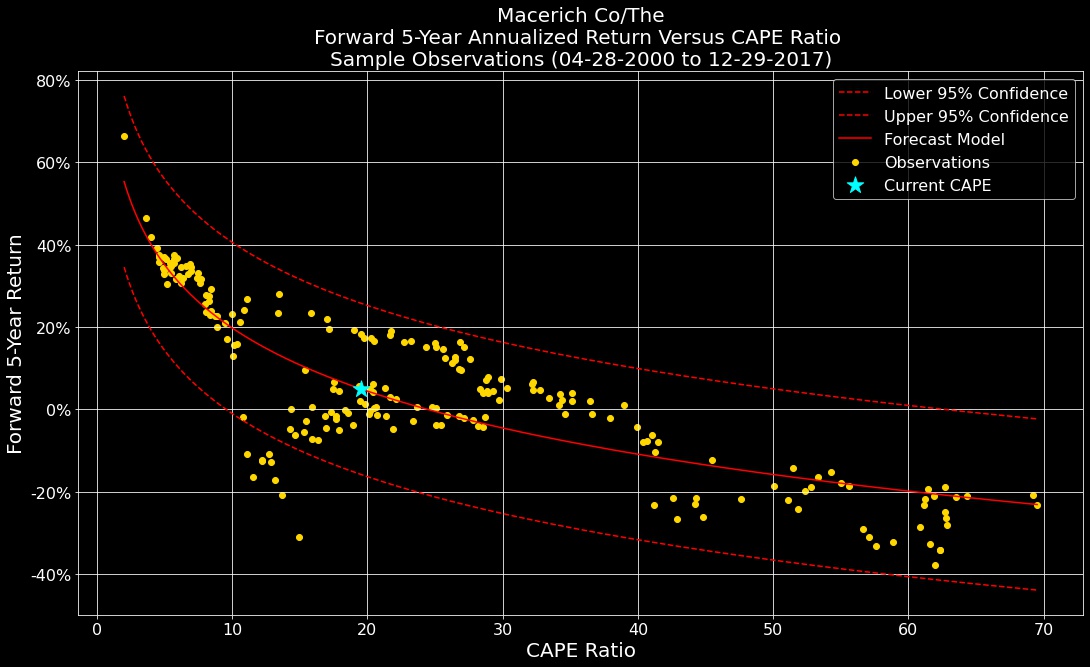 Macerich Co/The
Forward 5-Year Annualized Return Versus CAPE Ratio
Sample Observations (04-28-2000 to 12-29-2017)
Lower 95% Confidence
Upper 95% Confidence
Forecast Model
Observations
Current CAPE
Forward 5-Year Return
80%
60%
40%
20%
0%
-20%
-40%
0 10 20 30 40 50 60 70
CAPE Ratio